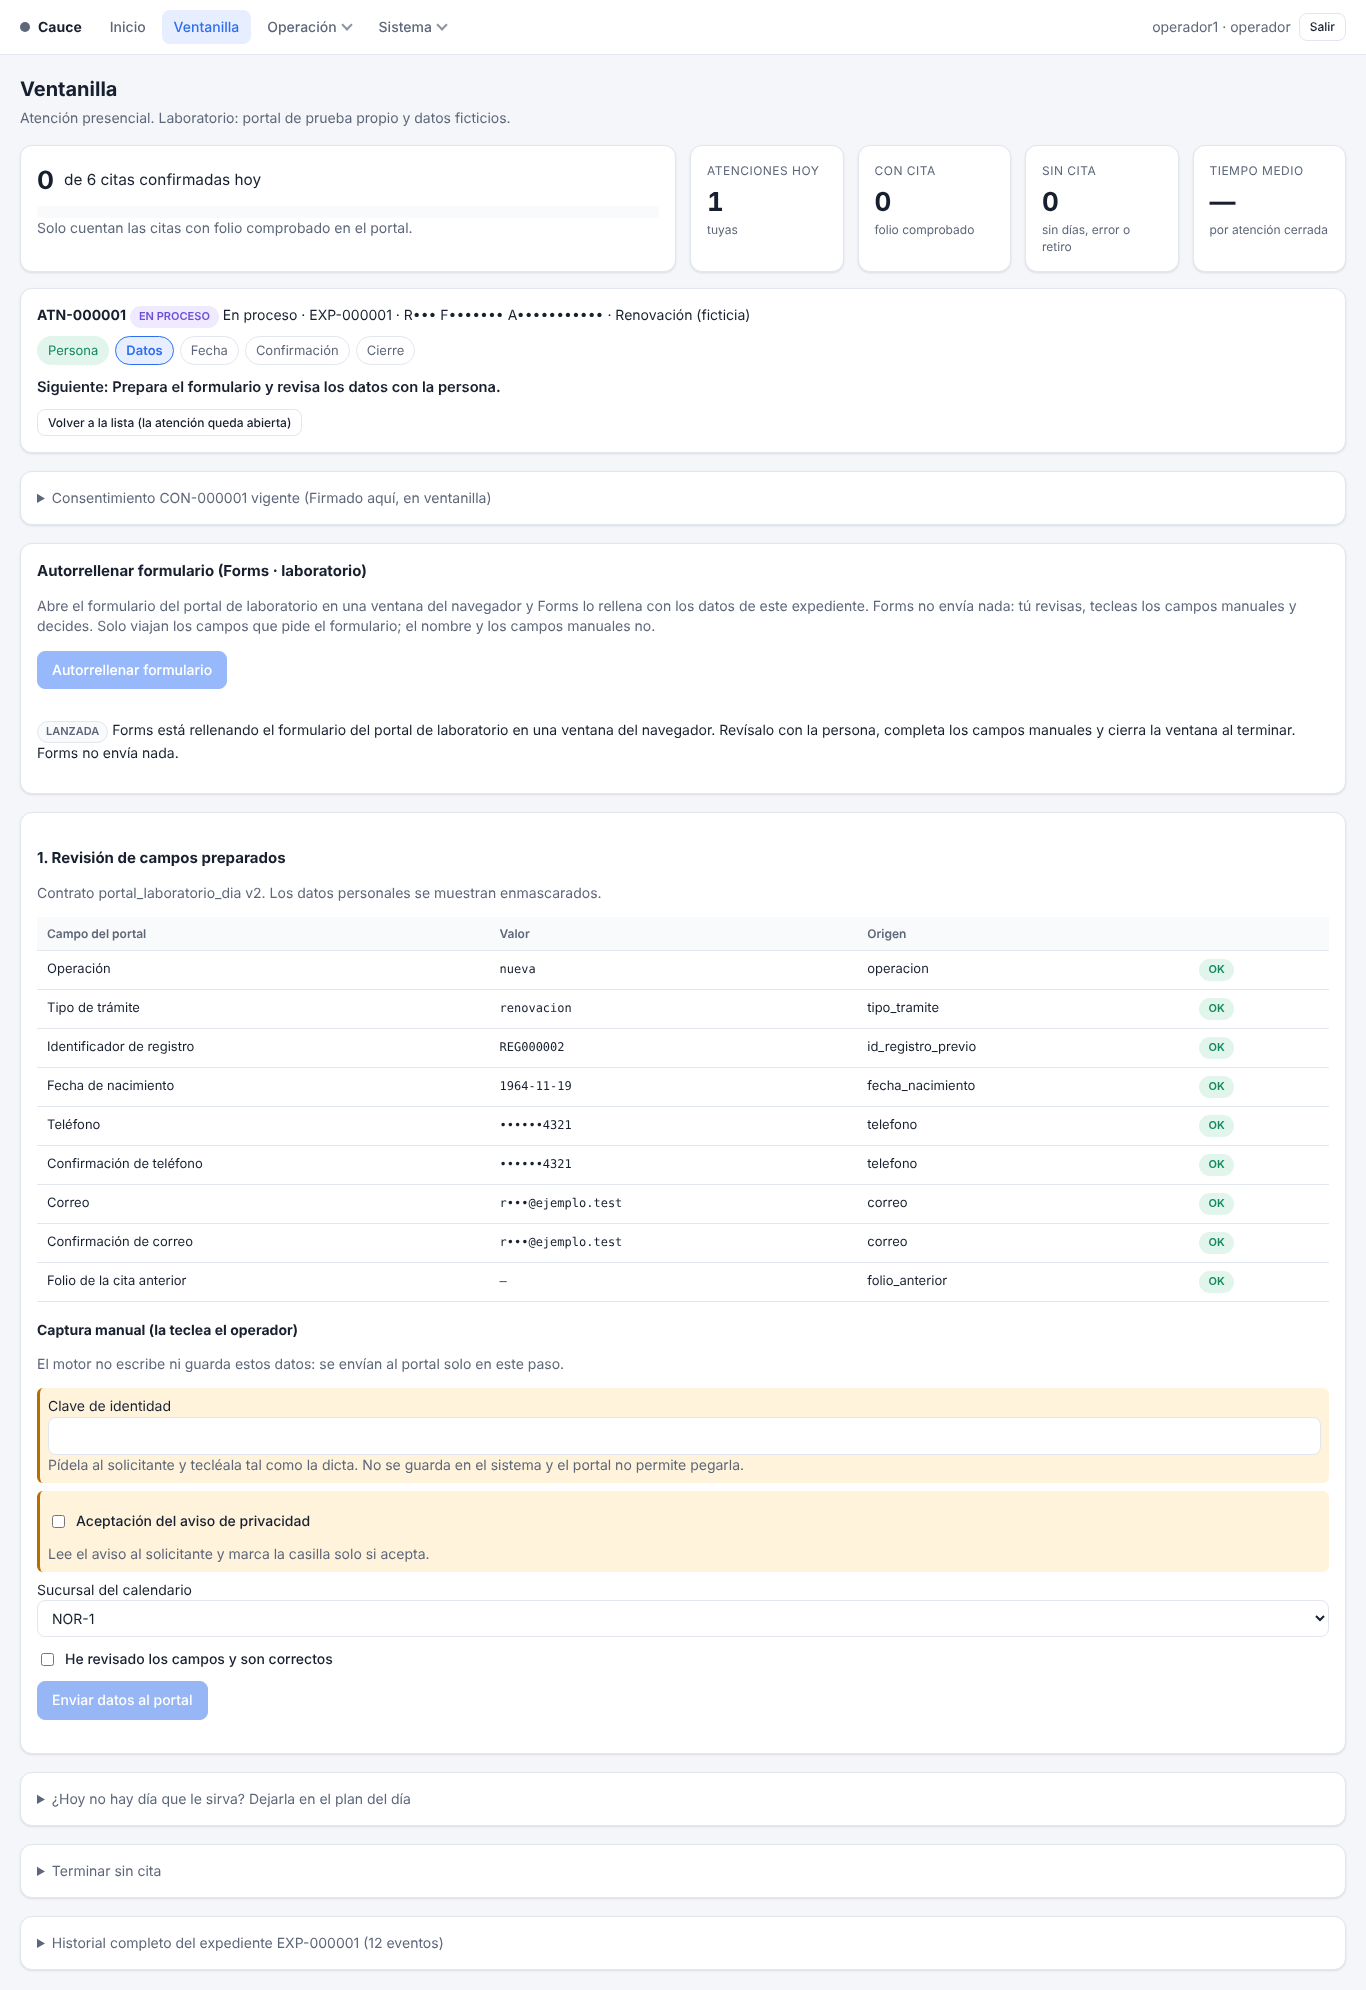 Cauce Inicio Ventanilla Operación Sistema operador1 · operador Salir
Ventanilla
Atención presencial. Laboratorio: portal de prueba propio y datos ficticios.
0 de 6 citas confirmadas hoy
Solo cuentan las citas con folio comprobado en el portal.
ATENCIONES HOY
1
tuyas
CON CITA
0
folio comprobado
SIN CITA
0
sin días, error o
retiro
TIEMPO MEDIO
—
por atención cerrada
ATN-000001 EN PROCESO En proceso · EXP-000001 · R••• F••••••• A••••••••••• · Renovación (ficticia)
Persona Datos Fecha Confirmación Cierre
Siguiente: Prepara el formulario y revisa los datos con la persona.
Volver a la lista (la atención queda abierta)
▶ Consentimiento CON-000001 vigente (Firmado aquí, en ventanilla)
Autorrellenar formulario (Forms · laboratorio)
Abre el formulario del portal de laboratorio en una ventana del navegador y Forms lo rellena con los datos de este expediente. Forms no envía nada: tú revisas, tecleas los campos manuales y
decides. Solo viajan los campos que pide el formulario; el nombre y los campos manuales no.
Autorrellenar formulario
LANZADA Forms está rellenando el formulario del portal de laboratorio en una ventana del navegador. Revísalo con la persona, completa los campos manuales y cierra la ventana al terminar.
Forms no envía nada.
1. Revisión de campos preparados
Contrato portal_laboratorio_dia v2. Los datos personales se muestran enmascarados.
Campo del portal Valor Origen
Operación nueva operacion OK
Tipo de trámite renovacion tipo_tramite OK
Identificador de registro REG000002 id_registro_previo OK
Fecha de nacimiento 1964-11-19 fecha_nacimiento OK
Teléfono ••••••4321 telefono OK
Confirmación de teléfono ••••••4321 telefono OK
Correo r•••@ejemplo.test correo OK
Confirmación de correo r•••@ejemplo.test correo OK
Folio de la cita anterior — folio_anterior OK
Captura manual (la teclea el operador)
El motor no escribe ni guarda estos datos: se envían al portal solo en este paso.
Clave de identidad
Pídela al solicitante y tecléala tal como la dicta. No se guarda en el sistema y el portal no permite pegarla.
Aceptación del aviso de privacidad
Lee el aviso al solicitante y marca la casilla solo si acepta.
Sucursal del calendario
NOR-1
He revisado los campos y son correctos
Enviar datos al portal
▶ ¿Hoy no hay día que le sirva? Dejarla en el plan del día
▶ Terminar sin cita
▶ Historial completo del expediente EXP-000001 (12 eventos)